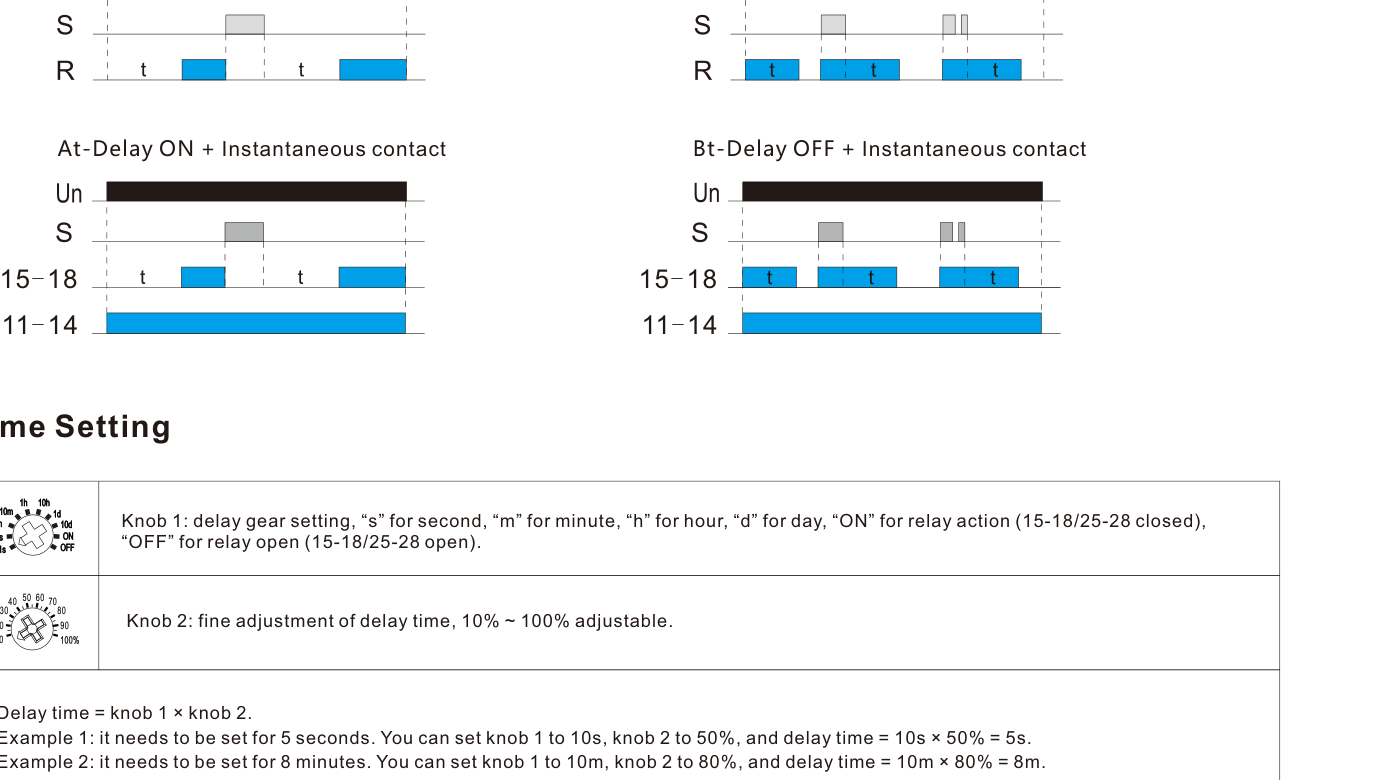 S
R
t
t
S
R
t
t
t
At-Delay ON + Instantaneous contact
Un
S
15-18
t
t
11-14
Bt-Delay OFF + Instantaneous contact
Un
S
15-18
t
t
t
11-14
me Setting
1h 10h
10m 1d
10d
ON
OFF
Knob 1: delay gear setting, “s” for second, “m” for minute, “h” for hour, “d” for day, “ON” for relay action (15-18/25-28 closed),
“OFF” for relay open (15-18/25-28 open).
40 50 60 70
30 80
90
100%
Knob 2: fine adjustment of delay time, 10% ~ 100% adjustable.
Delay time = knob 1 × knob 2.
Example 1: it needs to be set for 5 seconds. You can set knob 1 to 10s, knob 2 to 50%, and delay time = 10s × 50% = 5s.
Example 2: it needs to be set for 8 minutes. You can set knob 1 to 10m, knob 2 to 80%, and delay time = 10m × 80% = 8m.